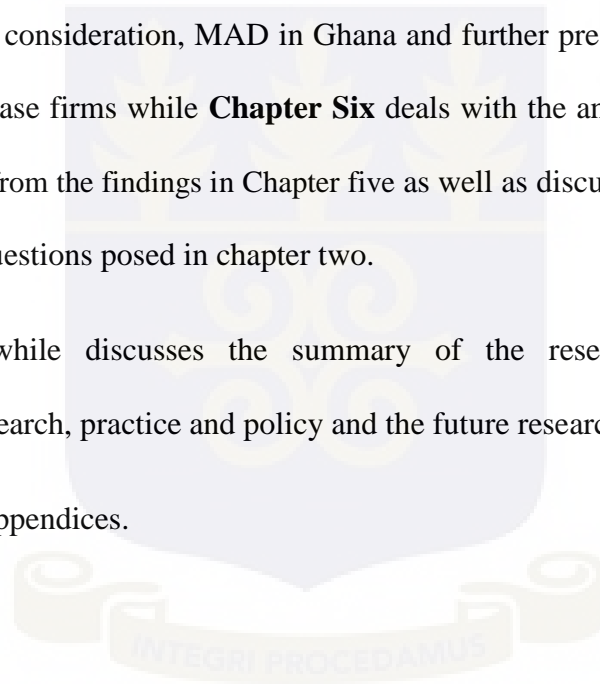 consideration, MAD in Ghana and further pre
ase firms while Chapter Six deals with the an
from the findings in Chapter five as well as discu
uestions posed in chapter two.
while discusses the summary of the rese
earch, practice and policy and the future researc
ppendices.
INTEGRI PROCEDAMUS